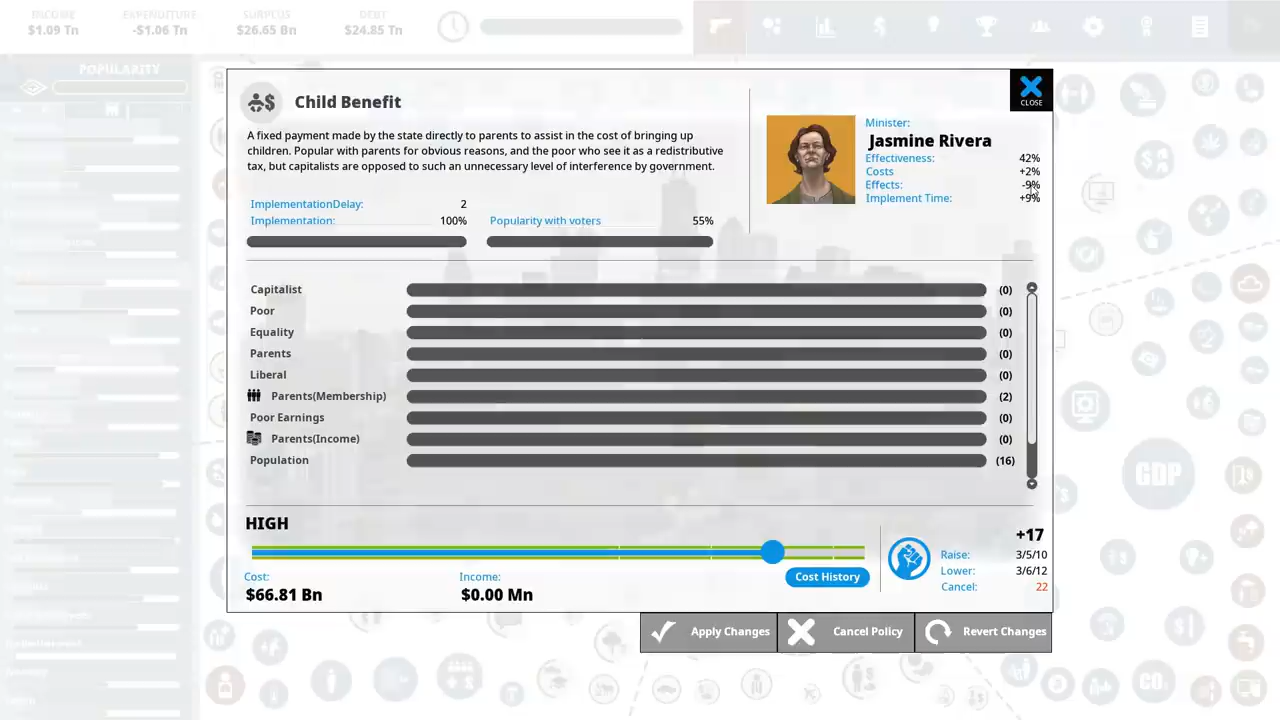 INCOME
EXPENDITURE
SURPLUS
DEBT
$1.09 Tn
-$1.06 Tn
$26.65 Bn
$24.85 Tn
POPULARITY
Child Benefit
CLOSE
A fixed payment made by the state directly to parents to assist in the cost of bringing up
children. Popular with parents for obvious reasons, and the poor who see it as a redistributive
tax, but capitalists are opposed to such an unnecessary level of interference by government.
Minister:
Jasmine Rivera
Effectiveness: 42%
Costs +2%
Effects: -9%
Implement Time: +9%
ImplementationDelay: 2
Implementation: 100%
Popularity with voters 55%
Capitalist (0)
Poor (0)
Equality (0)
Parents (0)
Liberal (0)
Parents(Membership) (2)
Poor Earnings (0)
Parents(Income) (0)
Population (16)
GDP
HIGH
+17
Raise: 3/5/10
Lower: 3/6/12
Cancel: 22
Cost:
$66.81 Bn
Income:
$0.00 Mn
Cost History
Apply Changes
Cancel Policy
Revert Changes